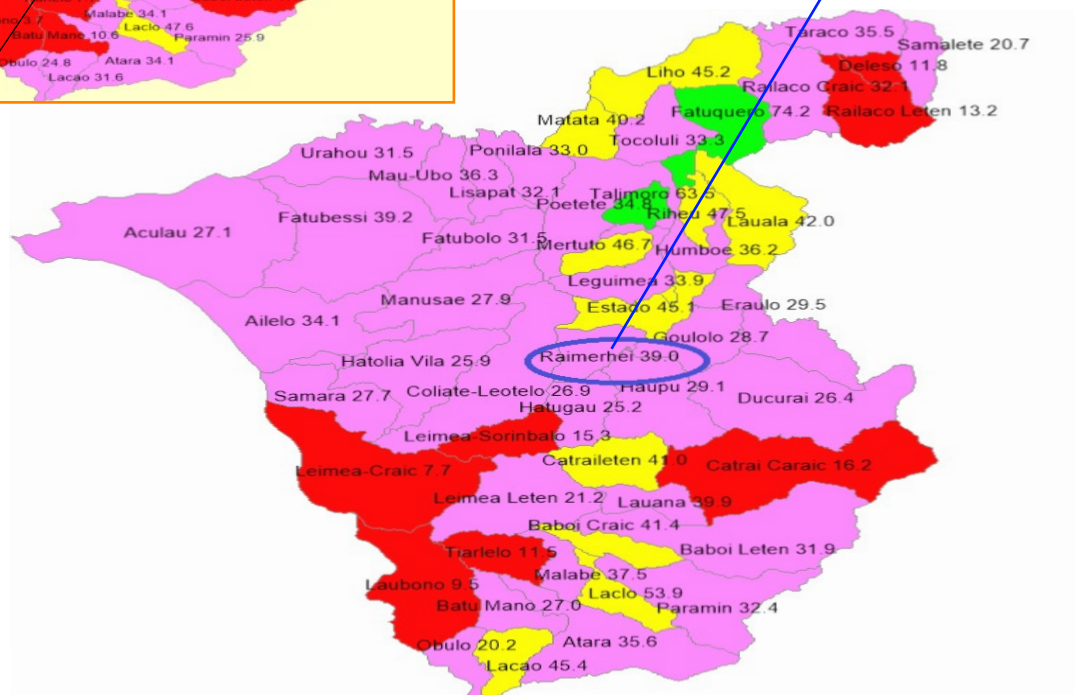 Malabe 34.1
Laclo 47.6
Batu Mano 10.6
Paramin 25.9
Atara 34.1
Obulo 24.8
Lacao 31.6
Taraco 35.5
Samalete 20.7
Deleso 11.8
Liho 45.2
Railaco Craic 32.1
Fatuquero 74.2
Railaco Leten 13.2
Matata 40.2
Tocoluli 33.3
Urahou 31.5
Ponilala 33.0
Mau-Ubo 36.3
Lisapat 32.1
Talimoro 63.5
Poetete 34.8
Riheu 47.5
Fatubessi 39.2
Lauala 42.0
Aculau 27.1
Fatubolo 31.5
Mertuto 46.7
Humboe 36.2
Leguimea 33.9
Manusae 27.9
Estado 45.1
Eraulo 29.5
Ailelo 34.1
Goulolo 28.7
Raimerhei 39.0
Hatolia Vila 25.9
Haupu 29.1
Coliate-Leotelo 26.9
Samara 27.7
Ducurai 26.4
Hatugau 25.2
Leimea-Sorinbalo 15.3
Catraileten 41.0
Catrai Caraic 16.2
Leimea-Craic 7.7
Leimea Leten 21.2
Lauana 39.9
Baboi Craic 41.4
Baboi Leten 31.9
Tiarlelo 11.5
Malabe 37.5
Laubono 9.5
Laclo 53.9
Batu Mano 27.0
Paramin 32.4
Obulo 20.2
Atara 35.6
Lacao 45.4